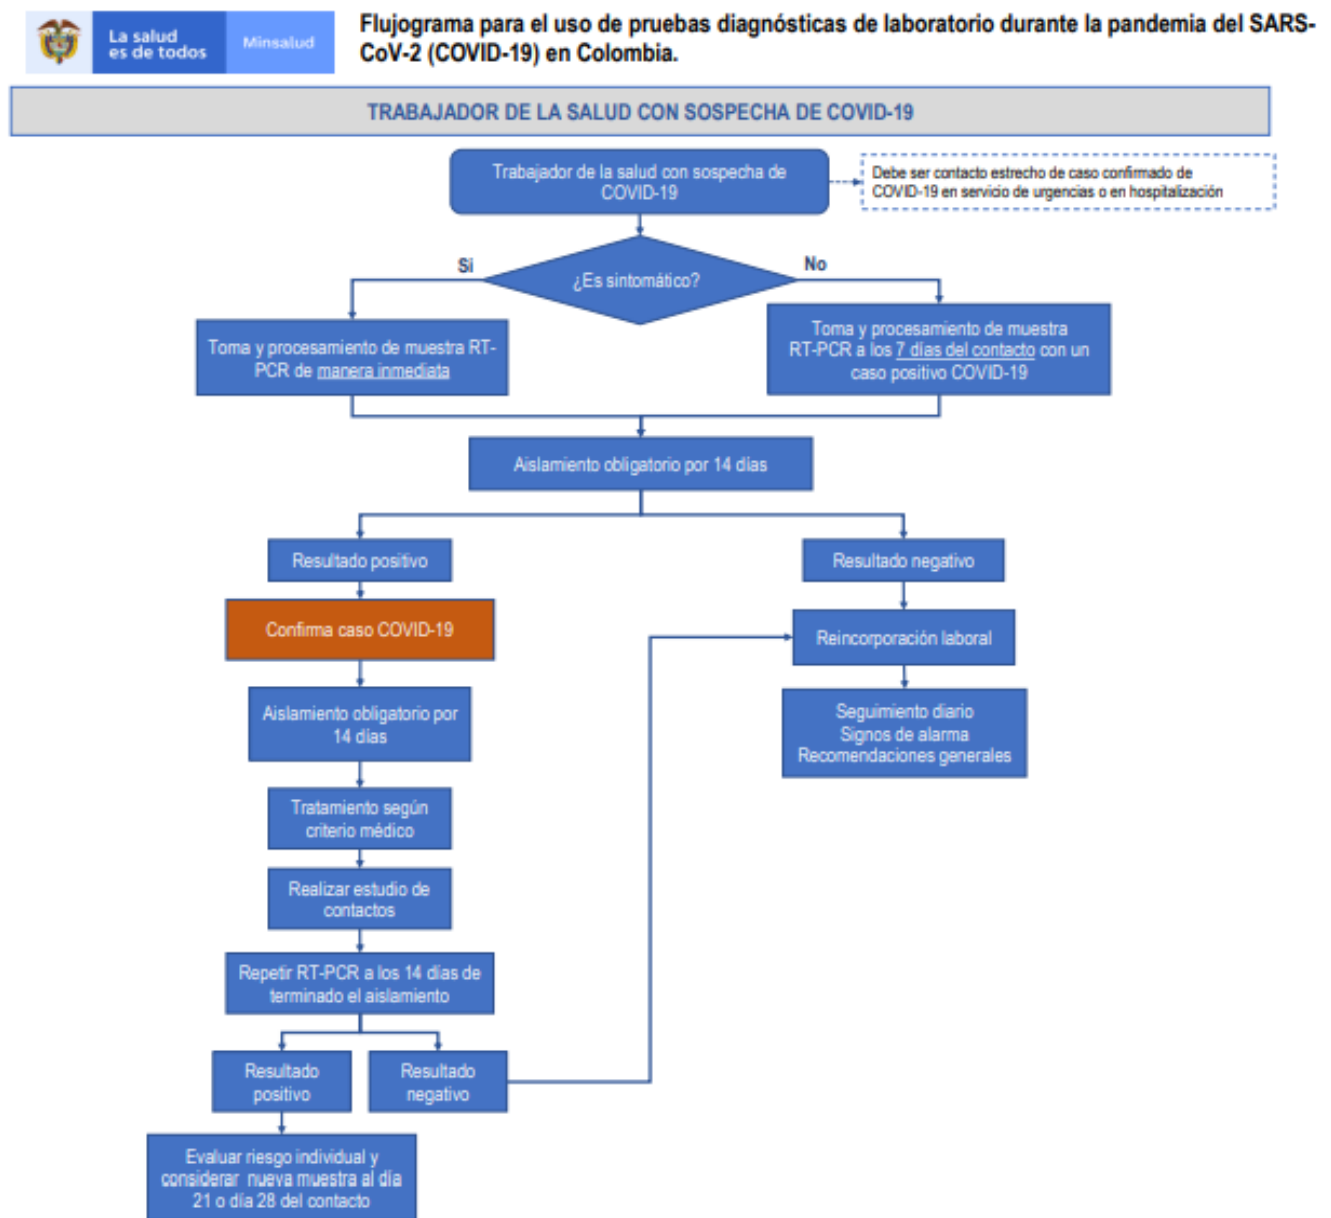 La salud
es de todos
Minsalud
Flujograma para el uso de pruebas diagnósticas de laboratorio durante la pandemia del SARS-
CoV-2 (COVID-19) en Colombia.
TRABAJADOR DE LA SALUD CON SOSPECHA DE COVID-19
Trabajador de la salud con sospecha de
COVID-19
Debe ser contacto estrecho de caso confirmado de
COVID-19 en servicio de urgencias o en hospitalización
¿Es sintomático?
Si
No
Toma y procesamiento de muestra RT-
PCR de manera inmediata
Toma y procesamiento de muestra
RT-PCR a los 7 días del contacto con un
caso positivo COVID-19
Aislamiento obligatorio por 14 días
Resultado positivo
Resultado negativo
Confirma caso COVID-19
Reincorporación laboral
Aislamiento obligatorio por
14 días
Seguimiento diario
Signos de alarma
Recomendaciones generales
Tratamiento según
criterio médico
Realizar estudio de
contactos
Repetir RT-PCR a los 14 días de
terminado el aislamiento
Resultado
positivo
Resultado
negativo
Evaluar riesgo individual y
considerar nueva muestra al día
21 o día 28 del contacto